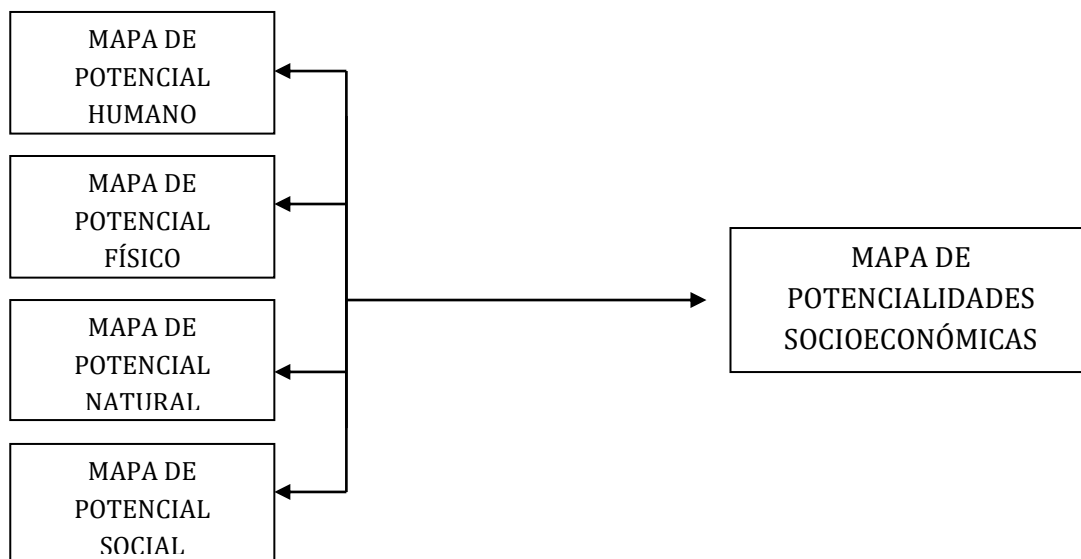 MAPA DE
POTENCIAL
HUMANO
MAPA DE
POTENCIAL
FÍSICO
MAPA DE
POTENCIAL
NATURAL
MAPA DE
POTENCIAL
SOCIAL
MAPA DE
POTENCIALIDADES
SOCIOECONÓMICAS